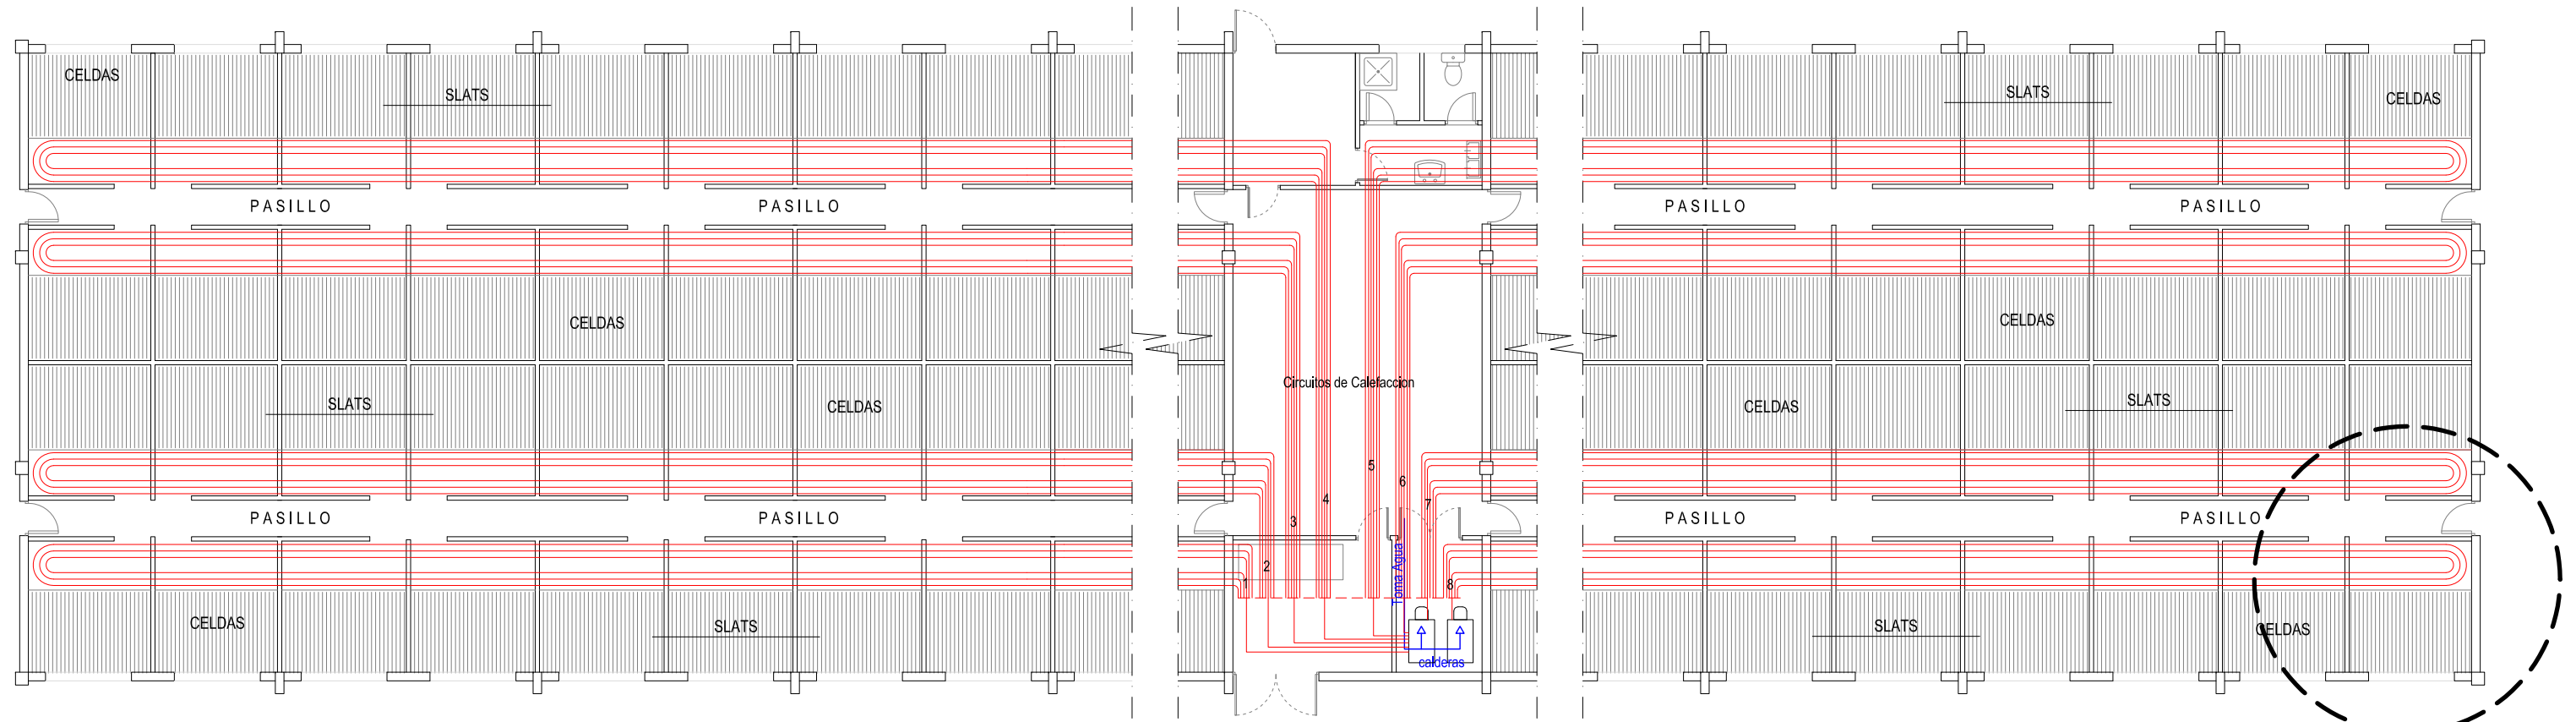 CELDAS
SLATS
SLATS
CELDAS
PASILLO
PASILLO
PASILLO
PASILLO
CELDAS
CELDAS
Circuitos de Calefaccion
SLATS
CELDAS
CELDAS
SLATS
5
6
4
7
3
PASILLO
PASILLO
PASILLO
PASILLO
2
1
8
Toma Agua
CELDAS
SLATS
SLATS
CELDAS
calderas